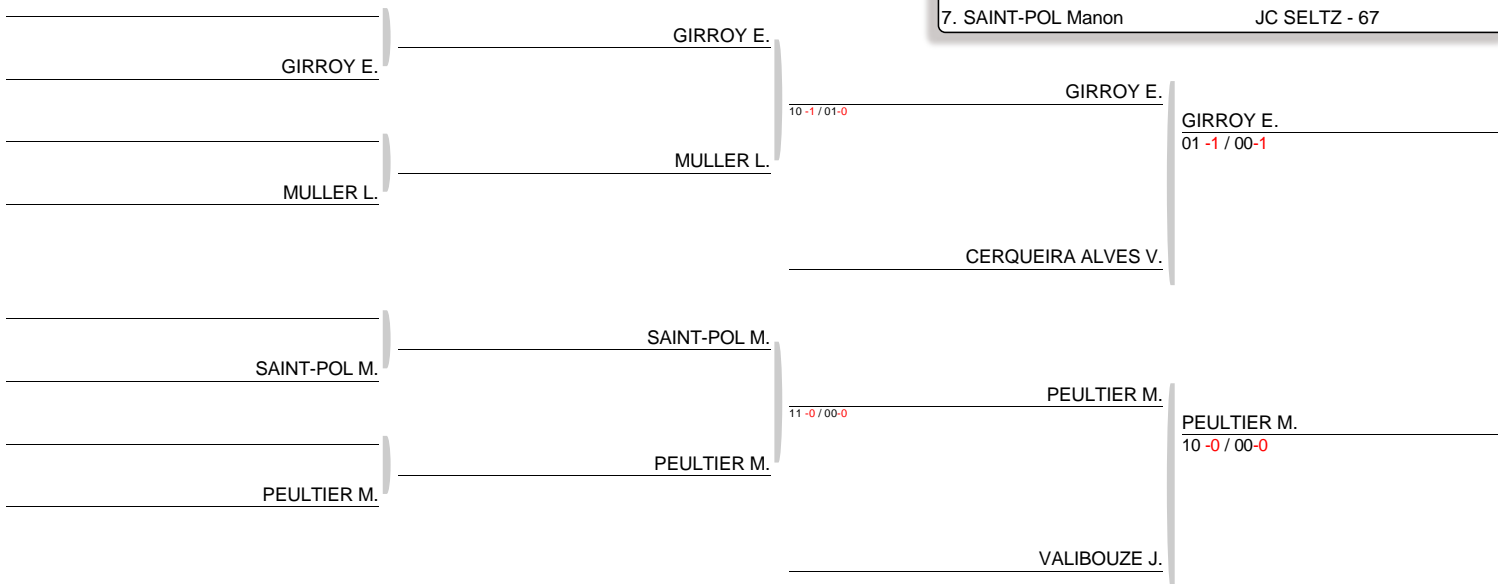 7. SAINT-POL Manon JC SELTZ - 67
GIRROY E.
GIRROY E.
GIRROY E.
10 -1 / 01-0
GIRROY E.
01 -1 / 00-1
MULLER L.
MULLER L.
CERQUEIRA ALVES V.
SAINT-POL M.
SAINT-POL M.
PEULTIER M.
11 -0 / 00-0
PEULTIER M.
10 -0 / 00-0
PEULTIER M.
PEULTIER M.
VALIBOUZE J.